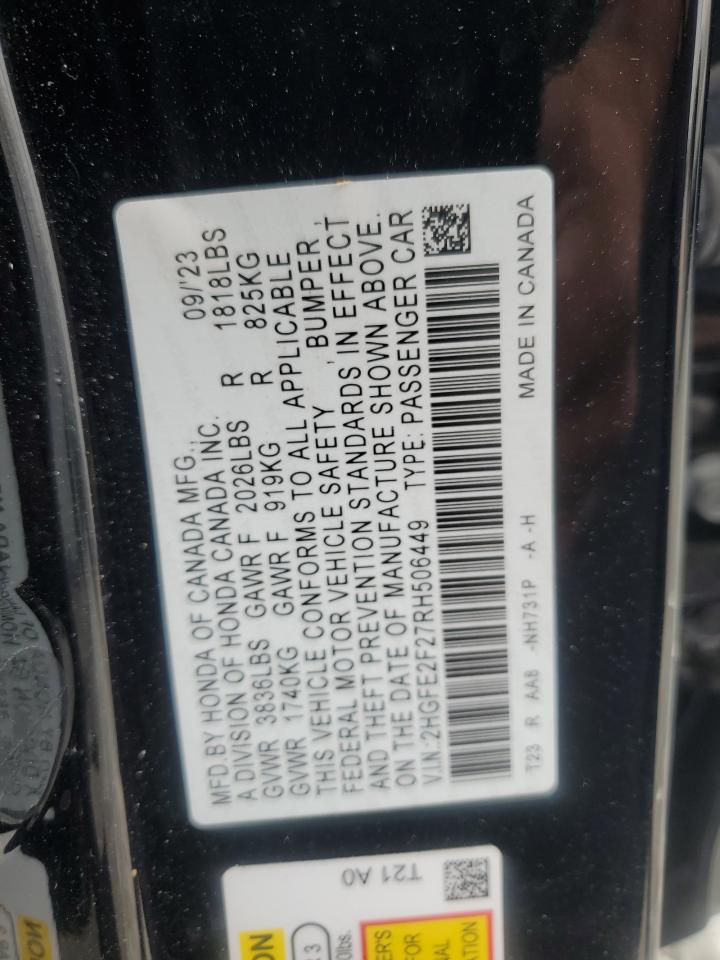 MFD.BY HONDA OF CANADA MFG.,
A DIVISION OF HONDA CANADA INC. 09/'23
GVWR 3836LBS GAWR F 2026LBS R 1818LBS
GVWR 1740KG GAWR F 919KG R 825KG
THIS VEHICLE CONFORMS TO ALL APPLICABLE
FEDERAL MOTOR VEHICLE SAFETY , BUMPER ,
AND THEFT PREVENTION STANDARDS IN EFFECT
ON THE DATE OF MANUFACTURE SHOWN ABOVE.
V.I.N.:2HGFE2F27RH506449 TYPE: PASSENGER CAR
T23 R AA8 -NH731P -A -H MADE IN CANADA
T21 A0